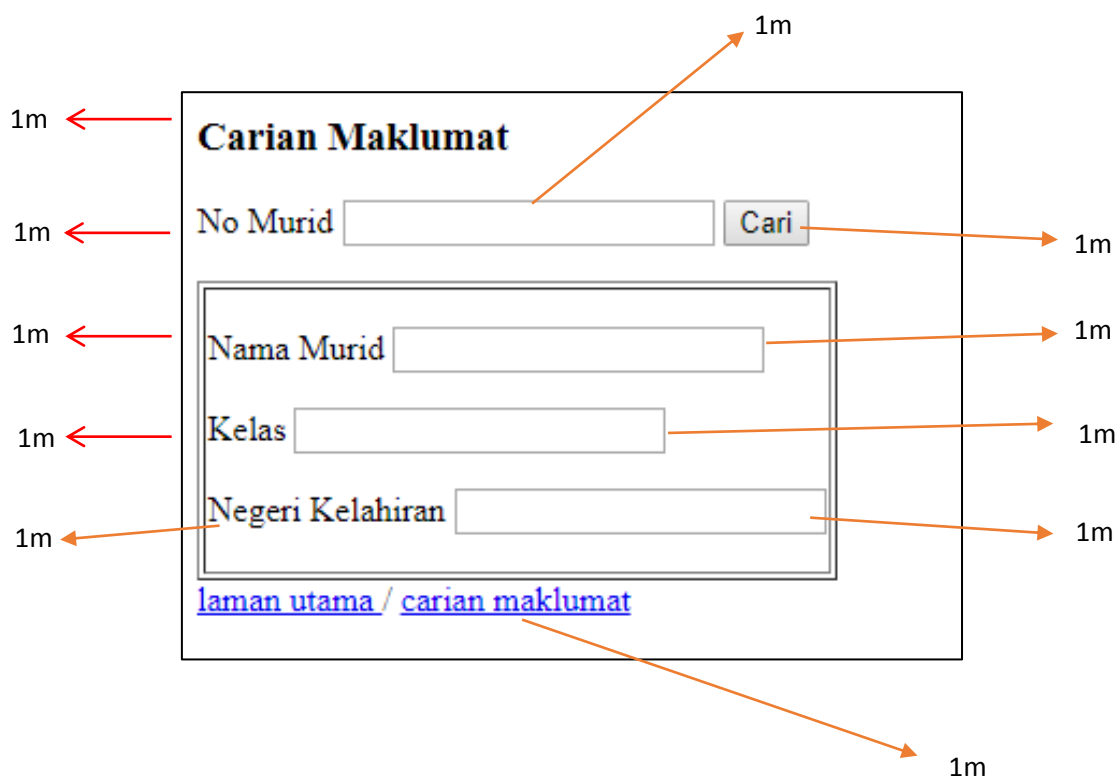 1m
1m
Carian Maklumat
1m
No Murid
Cari
1m
1m
Nama Murid
1m
1m
Kelas
1m
Negeri Kelahiran
1m
1m
laman utama / carian maklumat
1m